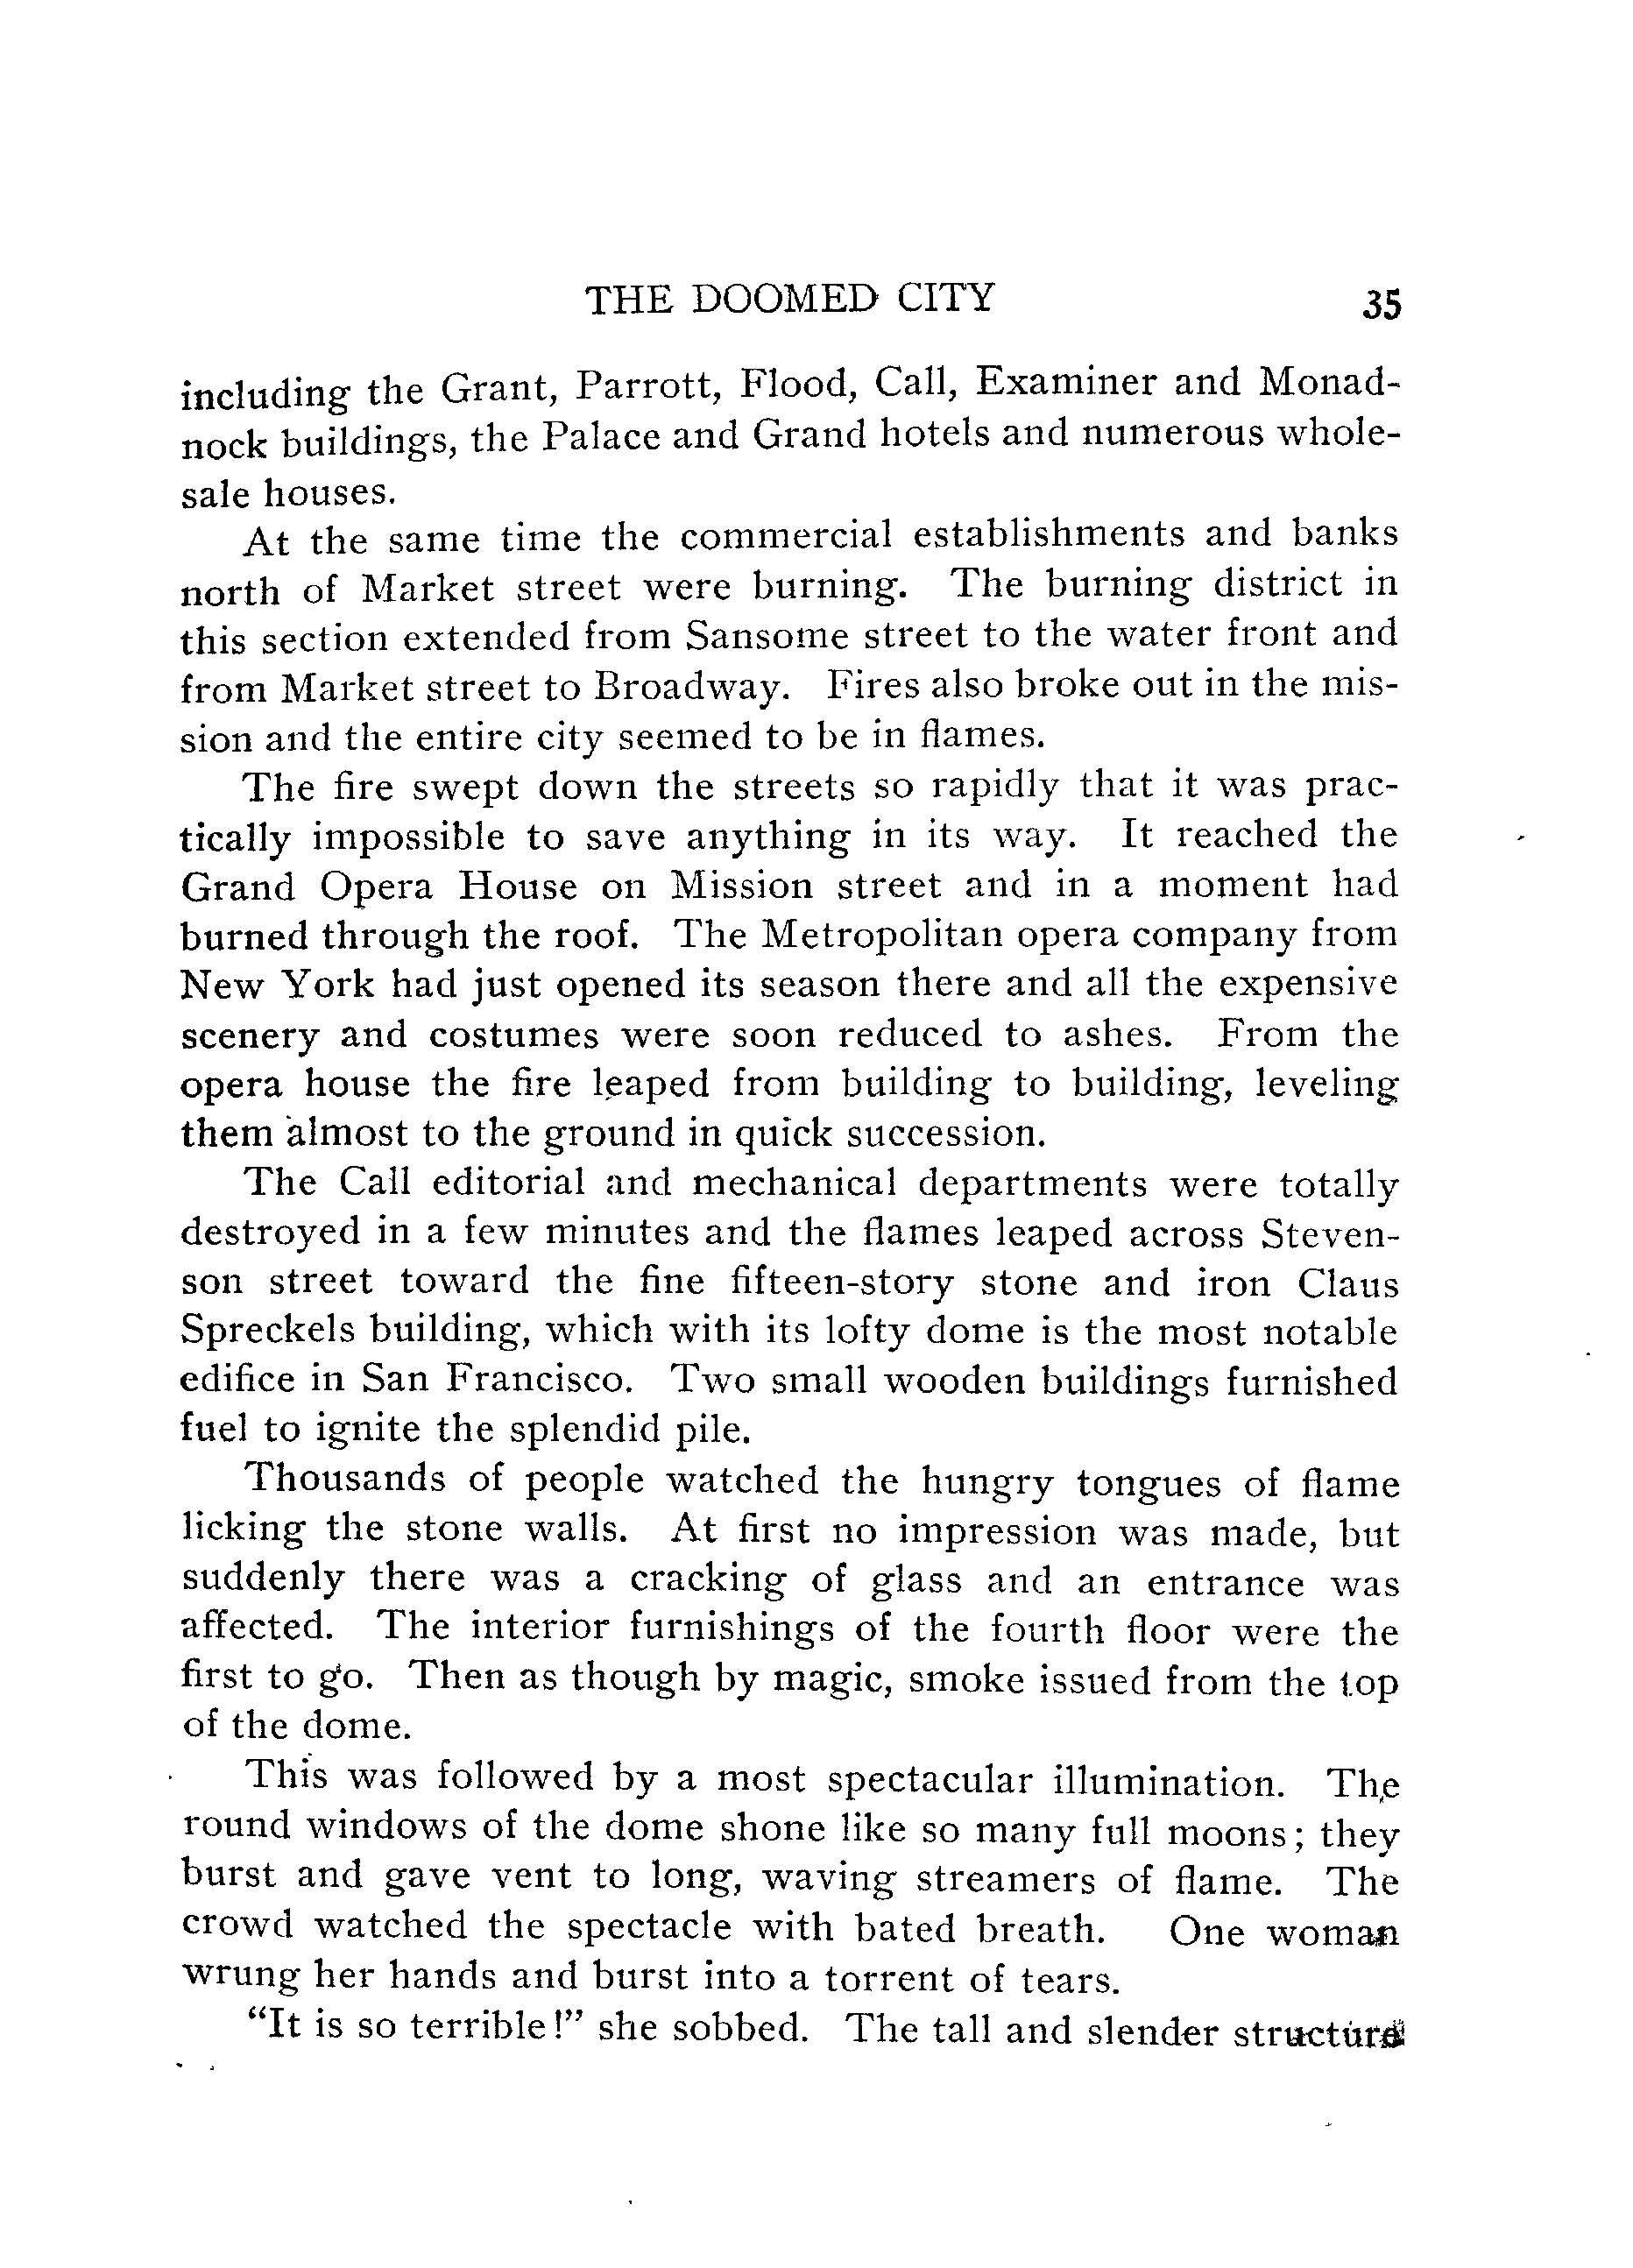 THE DOOMED CITY 35
including the Grant, Parrott, Flood, Call, Examiner and Monad-
nock buildings, the Palace and Grand hotels and numerous whole-
sale houses.
At the same time the commercial establishments and banks
north of Market street were burning. The burning district in
this section extended from Sansome street to the water front and
from Market street to Broadway. Fires also broke out in the mis-
sion and the entire city seemed to be in flames.
The fire swept down the streets so rapidly that it was prac-
tically impossible to save anything in its way. It reached the
Grand Opera House on Mission street and in a moment had
burned through the roof. The Metropolitan opera company from
New York had just opened its season there and all the expensive
scenery and costumes were soon reduced to ashes. From the
opera house the fire leaped from building to building, leveling
them almost to the ground in quick succession.
The Call editorial and mechanical departments were totally
destroyed in a few minutes and the flames leaped across Steven-
son street toward the fine fifteen-story stone and iron Claus
Spreckels building, which with its lofty dome is the most notable
edifice in San Francisco. Two small wooden buildings furnished
fuel to ignite the splendid pile.
Thousands of people watched the hungry tongues of flame
licking the stone walls. At first no impression was made, but
suddenly there was a cracking of glass and an entrance was
affected. The interior furnishings of the fourth floor were the
first to go. Then as though by magic, smoke issued from the top
of the dome.
This was followed by a most spectacular illumination. The
round windows of the dome shone like so many full moons; they
burst and gave vent to long, waving streamers of flame. The
crowd watched the spectacle with bated breath. One woman
wrung her hands and burst into a torrent of tears.
"It is so terrible!" she sobbed. The tall and slender structure